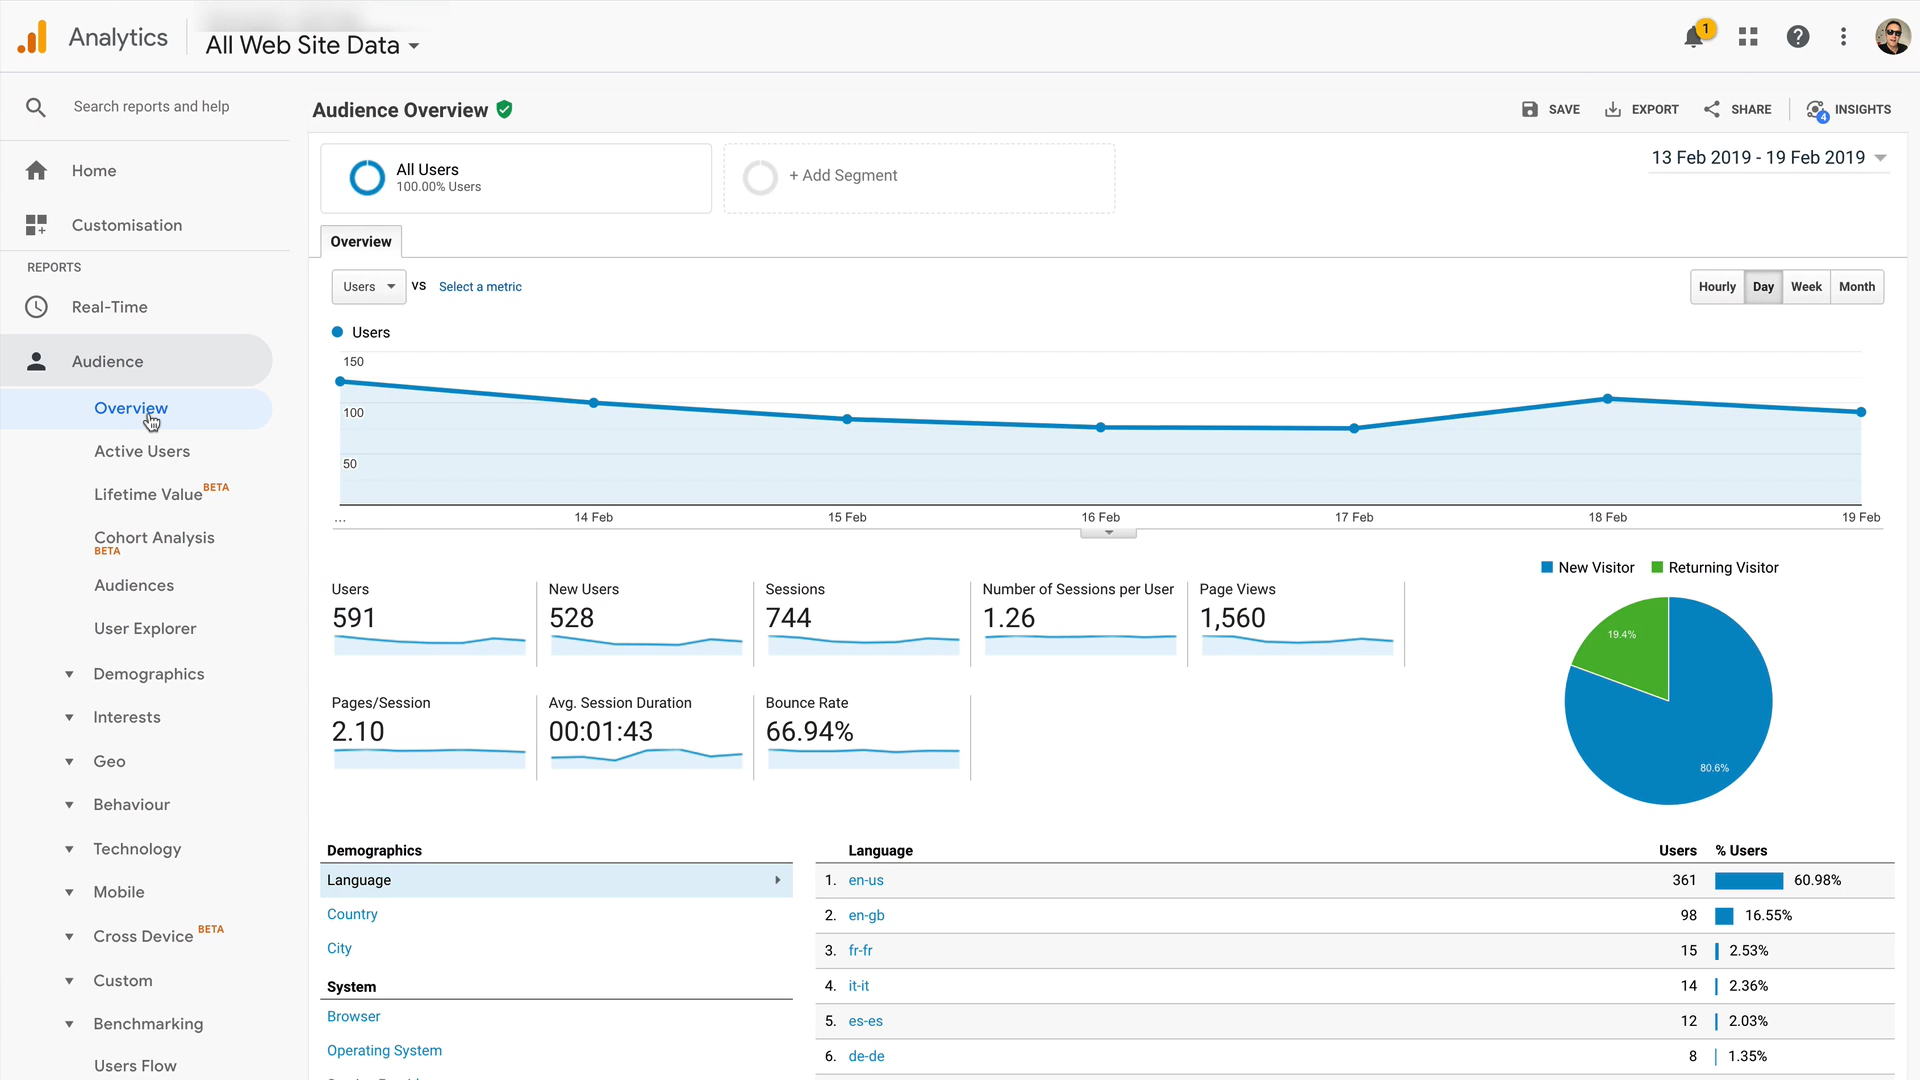 Analytics
All Web Site Data
1
Search reports and help
Audience Overview
SAVE
EXPORT
SHARE
4
INSIGHTS
Home
Customisation
REPORTS
Real-Time
Audience
Overview
Active Users
Lifetime Value BETA
Cohort Analysis
BETA
Audiences
User Explorer
Demographics
Interests
Geo
Behaviour
Technology
Mobile
Cross Device BETA
Custom
Benchmarking
Users Flow
All Users
100.00% Users
+ Add Segment
13 Feb 2019 - 19 Feb 2019
Overview
Users VS Select a metric
Hourly Day Week Month
Users
150
100
50
... 14 Feb 15 Feb 16 Feb 17 Feb 18 Feb 19 Feb
Users
591
New Users
528
Sessions
744
Number of Sessions per User
1.26
Page Views
1,560
Pages/Session
2.10
Avg. Session Duration
00:01:43
Bounce Rate
66.94%
New Visitor Returning Visitor
19.4%
80.6%
Demographics
Language
Country
City
System
Browser
Operating System
Language Users % Users
1. en-us 361 60.98%
2. en-gb 98 16.55%
3. fr-fr 15 2.53%
4. it-it 14 2.36%
5. es-es 12 2.03%
6. de-de 8 1.35%